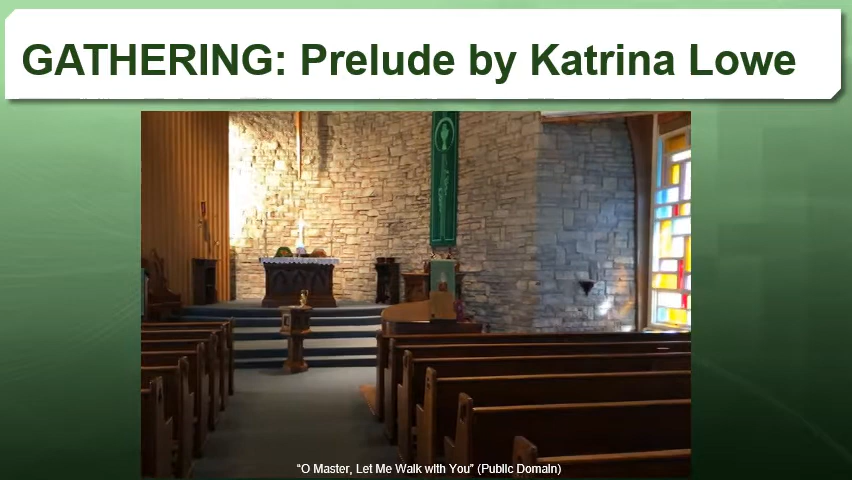 GATHERING: Prelude by Katrina Lowe
"O Master, Let Me Walk with You" (Public Domain)